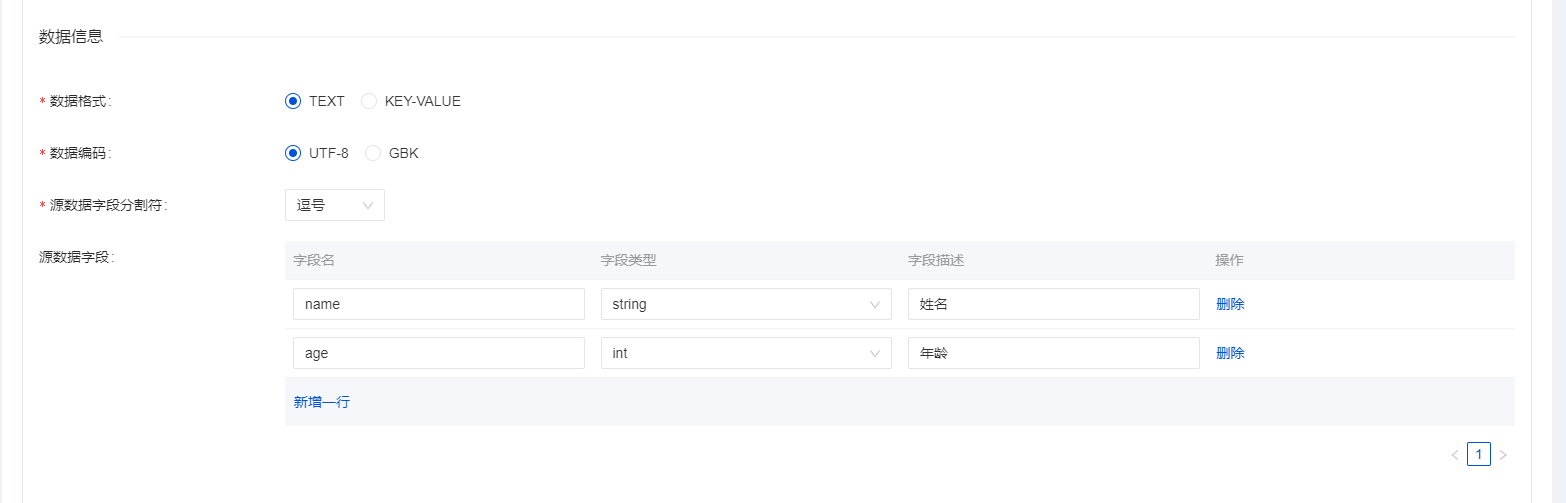 数据信息
* 数据格式: TEXT KEY-VALUE
* 数据编码: UTF-8 GBK
* 源数据字段分割符: 逗号
源数据字段: 字段名 字段类型 字段描述 操作
name string 姓名 删除
age int 年龄 删除
新增一行
< 1 >